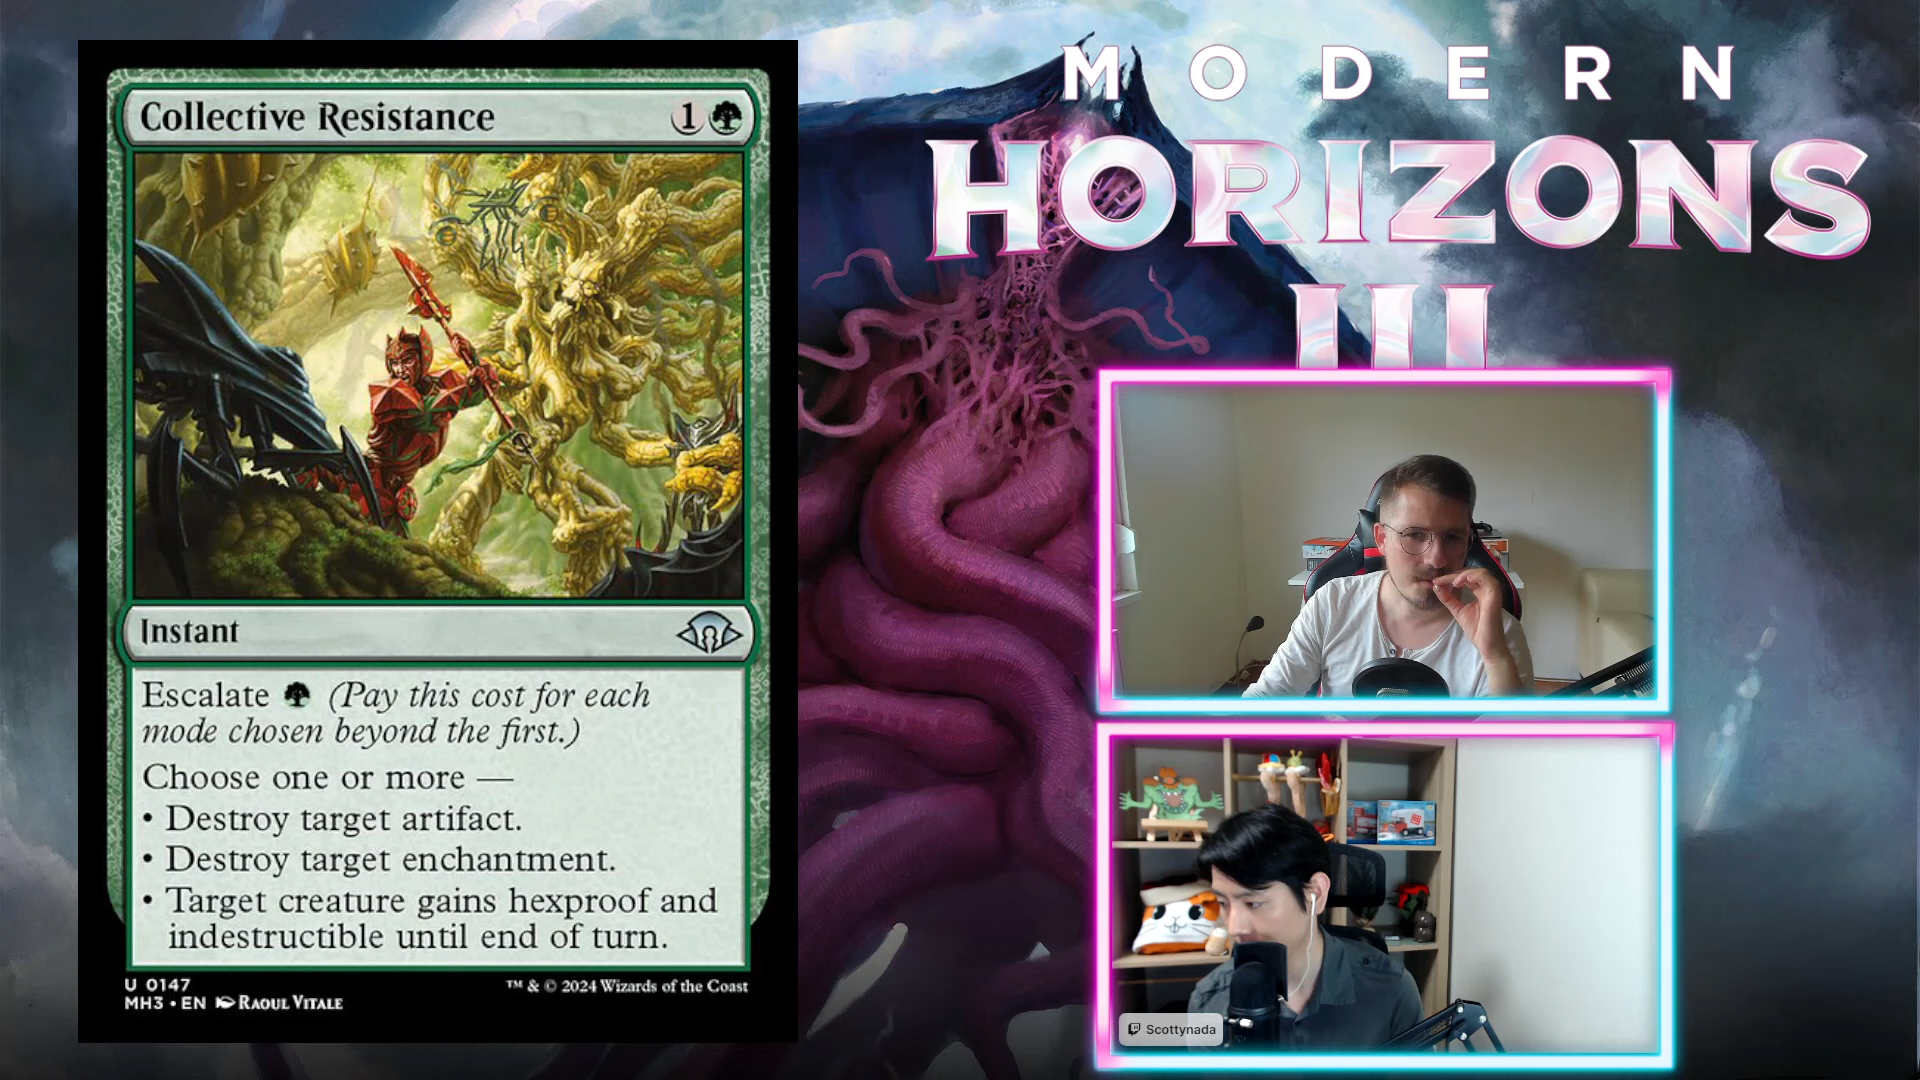 Collective Resistance 1
Instant
Escalate (Pay this cost for each
mode chosen beyond the first.)
Choose one or more —
• Destroy target artifact.
• Destroy target enchantment.
• Target creature gains hexproof and
indestructible until end of turn.
U 0147
MH3 • EN RAOUL VITALE
™ & © 2024 Wizards of the Coast
MODERN
HORIZONS
III
Scottynada